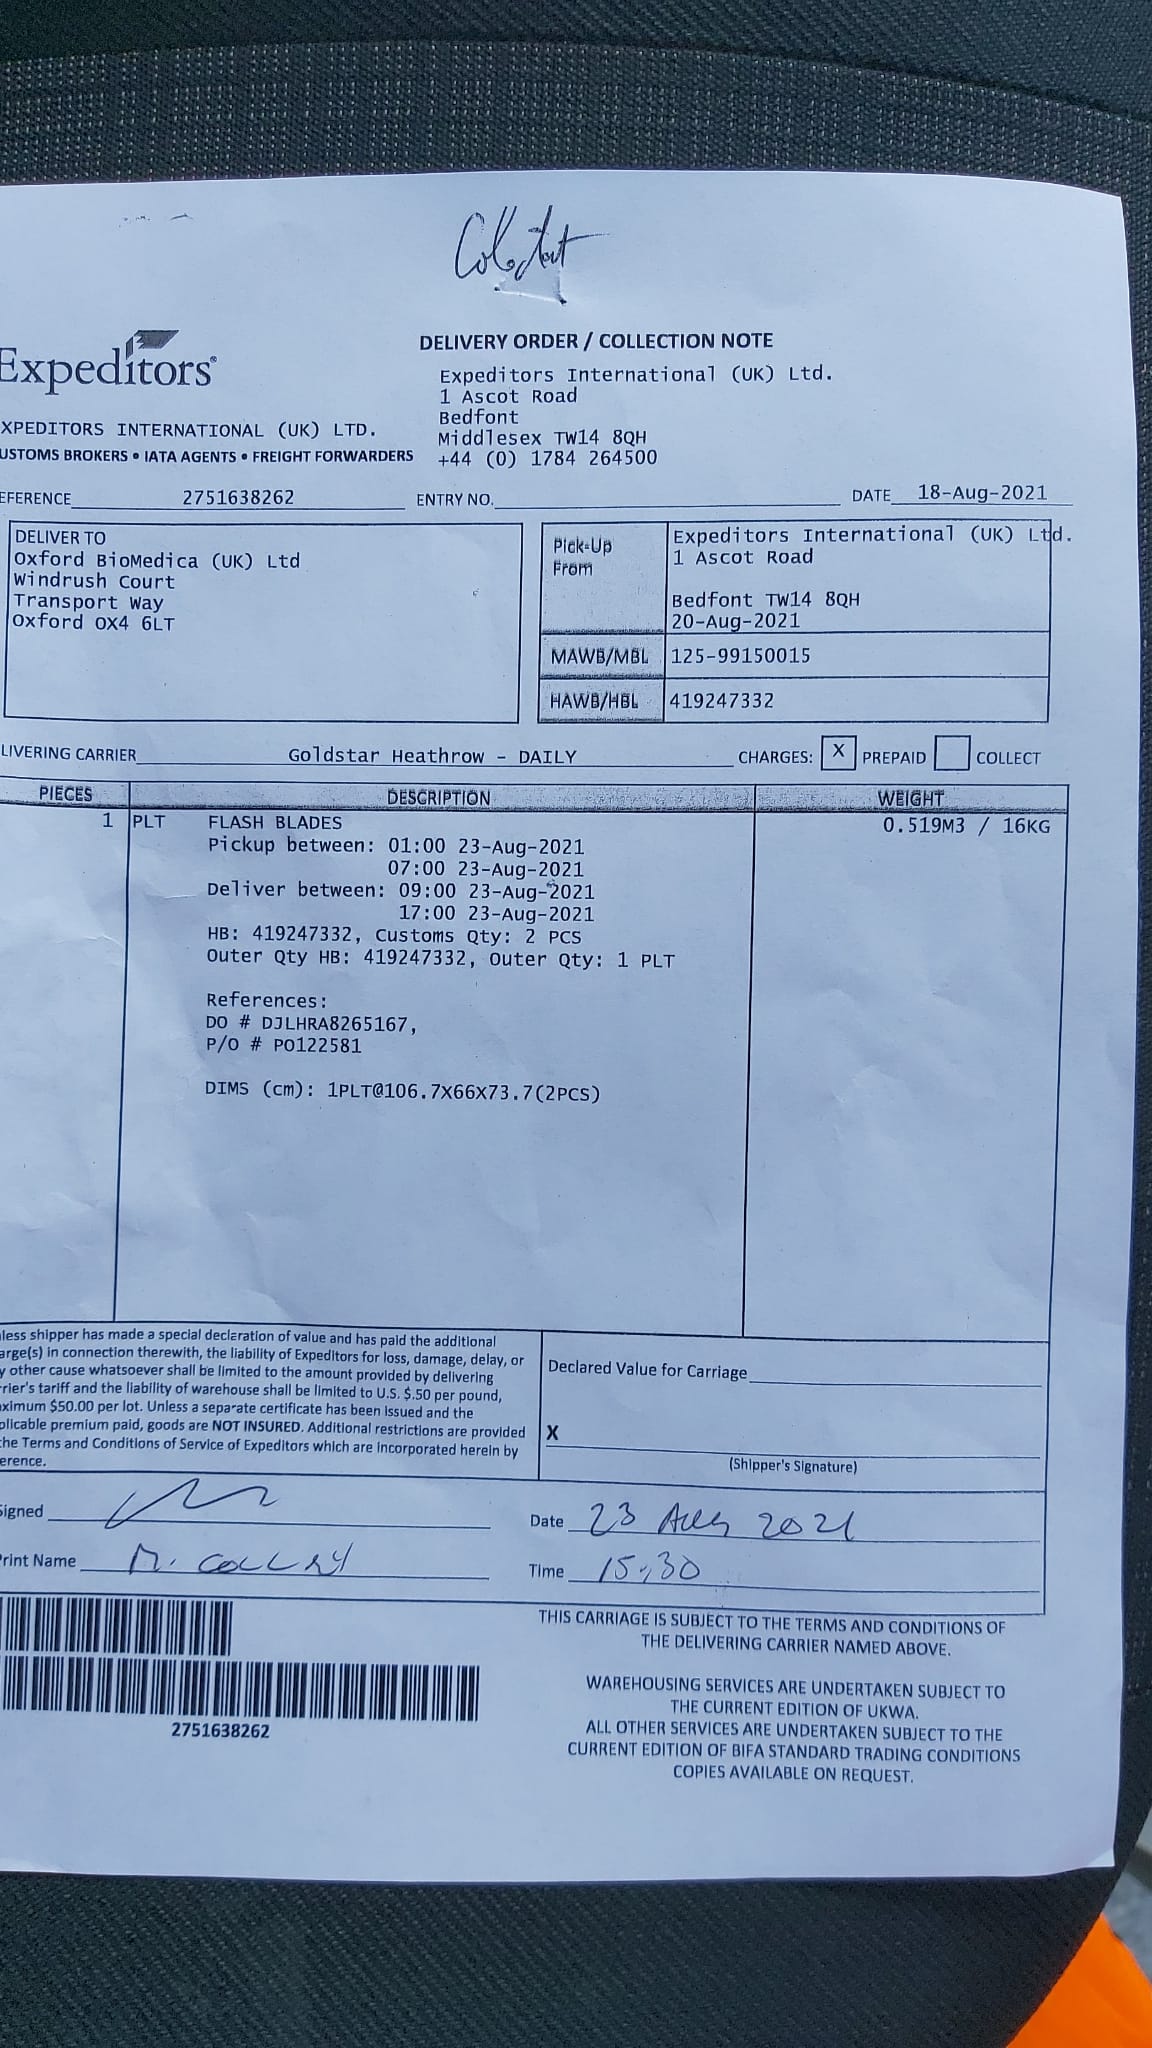 Expeditors®
DELIVERY ORDER / COLLECTION NOTE
Expeditors International (UK) Ltd.
1 Ascot Road
Bedfont
Middlesex TW14 8QH
+44 (0) 1784 264500
XPEDITORS INTERNATIONAL (UK) LTD.
USTOMS BROKERS • IATA AGENTS • FREIGHT FORWARDERS
EFERENCE 2751638262 ENTRY NO. DATE 18-Aug-2021
DELIVER TO
Oxford BioMedica (UK) Ltd
Windrush Court
Transport Way
Oxford OX4 6LT
Pick-Up From
Expeditors International (UK) Ltd.
1 Ascot Road
Bedfont TW14 8QH
20-Aug-2021
MAWB/MBL 125-99150015
HAWB/HBL 419247332
LIVERING CARRIER Goldstar Heathrow - DAILY CHARGES: X PREPAID COLLECT
PIECES DESCRIPTION WEIGHT
1 PLT FLASH BLADES 0.519M3 / 16KG
Pickup between: 01:00 23-Aug-2021
07:00 23-Aug-2021
Deliver between: 09:00 23-Aug-2021
17:00 23-Aug-2021
HB: 419247332, Customs Qty: 2 PCS
Outer Qty HB: 419247332, Outer Qty: 1 PLT
References:
DO # DJLHRA8265167,
P/O # PO122581
DIMS (cm): 1PLT@106.7X66X73.7(2PCS)
less shipper has made a special declaration of value and has paid the additional
arge(s) in connection therewith, the liability of Expeditors for loss, damage, delay, or
y other cause whatsoever shall be limited to the amount provided by delivering
rier's tariff and the liability of warehouse shall be limited to U.S. $.50 per pound,
ximum $50.00 per lot. Unless a separate certificate has been issued and the
plicable premium paid, goods are NOT INSURED. Additional restrictions are provided
the Terms and Conditions of Service of Expeditors which are incorporated herein by
erence.
Declared Value for Carriage
X
(Shipper's Signature)
Signed
Date 23 Aug 2021
Print Name
Time 15:30
2751638262
THIS CARRIAGE IS SUBJECT TO THE TERMS AND CONDITIONS OF
THE DELIVERING CARRIER NAMED ABOVE.
WAREHOUSING SERVICES ARE UNDERTAKEN SUBJECT TO
THE CURRENT EDITION OF UKWA.
ALL OTHER SERVICES ARE UNDERTAKEN SUBJECT TO THE
CURRENT EDITION OF BIFA STANDARD TRADING CONDITIONS
COPIES AVAILABLE ON REQUEST.